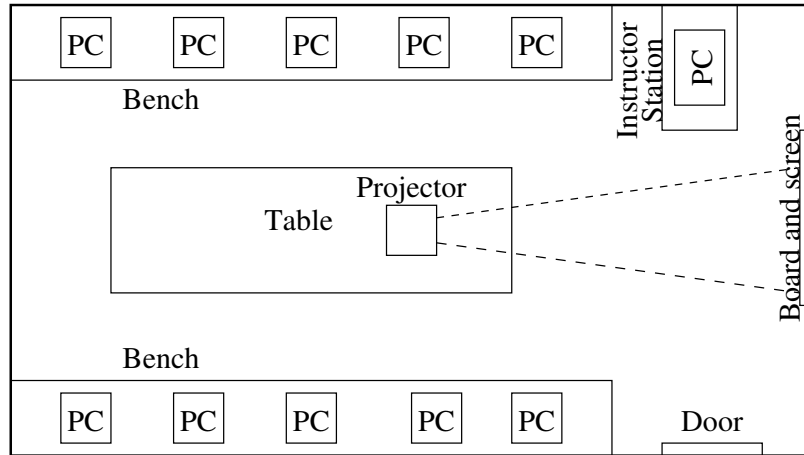 PC PC PC PC PC
Instructor
Station
PC
Bench
Projector
Table
Board and screen
Bench
PC PC PC PC PC
Door